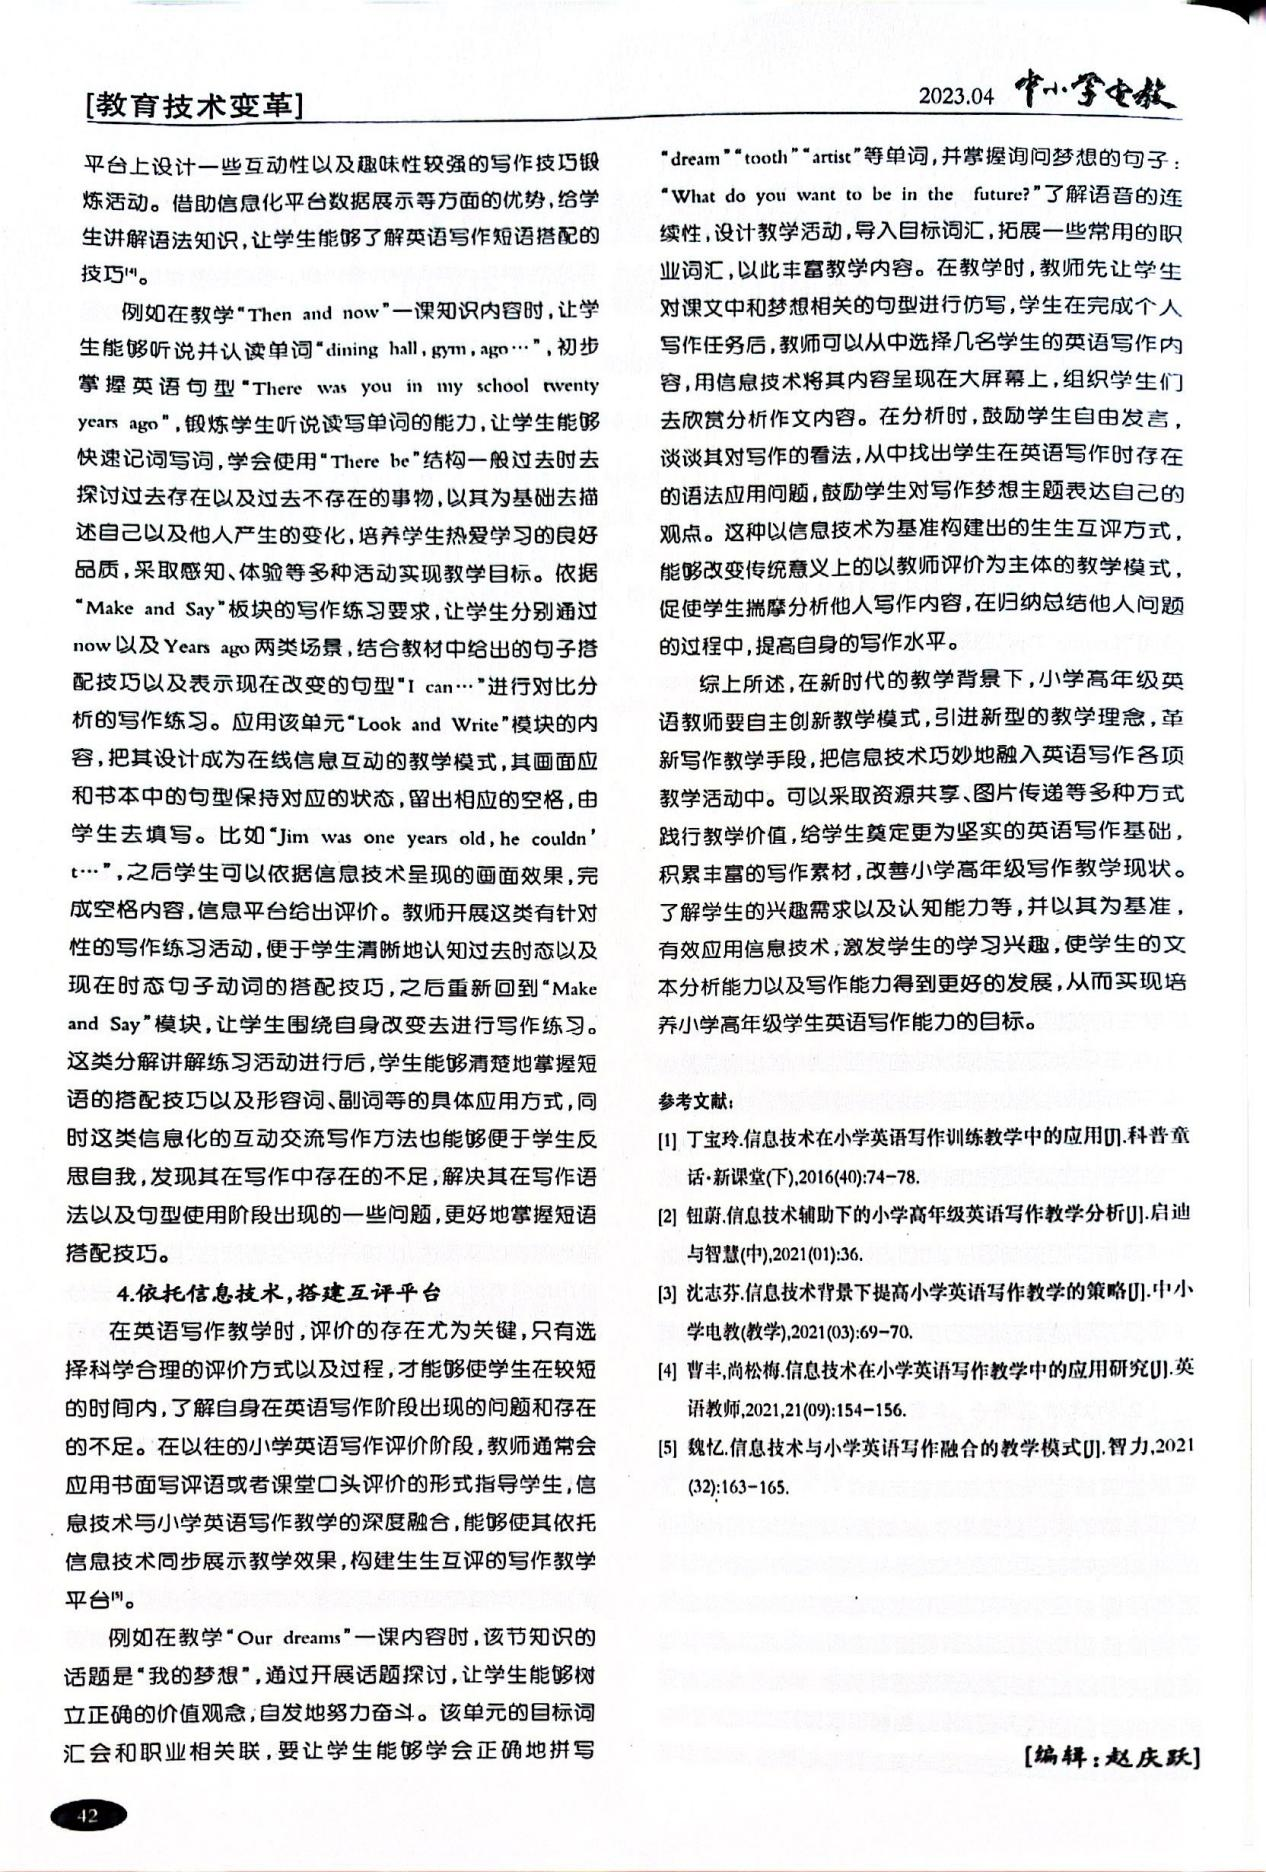 [教育技术变革]
2023.04 中小学电教
平台上设计一些互动性以及趣味性较强的写作技巧锻
炼活动。借助信息化平台数据展示等方面的优势,给学
生讲解语法知识,让学生能够了解英语写作短语搭配的
技巧[4]。
例如在教学“Then and now”一课知识内容时,让学
生能够听说并认读单词“dining hall,gym,ago…”,初步
掌握英语句型“There was you in my school twenty
years ago”,锻炼学生听说读写单词的能力,让学生能够
快速记词写词,学会使用“There be”结构一般过去时去
探讨过去存在以及过去不存在的事物,以其为基础去描
述自己以及他人产生的变化,培养学生热爱学习的良好
品质,采取感知、体验等多种活动实现教学目标。依据
“Make and Say”板块的写作练习要求,让学生分别通过
now以及Years ago两类场景,结合教材中给出的句子搭
配技巧以及表示现在改变的句型“I can…”进行对比分
析的写作练习。应用该单元“Look and Write”模块的内
容,把其设计成为在线信息互动的教学模式,其画面应
和书本中的句型保持对应的状态,留出相应的空格,由
学生去填写。比如“Jim was one years old,he couldn’
t…”,之后学生可以依据信息技术呈现的画面效果,完
成空格内容,信息平台给出评价。教师开展这类有针对
性的写作练习活动,便于学生清晰地认知过去时态以及
现在时态句子动词的搭配技巧,之后重新回到“Make
and Say”模块,让学生围绕自身改变去进行写作练习。
这类分解讲解练习活动进行后,学生能够清楚地掌握短
语的搭配技巧以及形容词、副词等的具体应用方式,同
时这类信息化的互动交流写作方法也能够便于学生反
思自我,发现其在写作中存在的不足,解决其在写作语
法以及句型使用阶段出现的一些问题,更好地掌握短语
搭配技巧。
4.依托信息技术,搭建互评平台
在英语写作教学时,评价的存在尤为关键,只有选
择科学合理的评价方式以及过程,才能够使学生在较短
的时间内,了解自身在英语写作阶段出现的问题和存在
的不足。在以往的小学英语写作评价阶段,教师通常会
应用书面写评语或者课堂口头评价的形式指导学生,信
息技术与小学英语写作教学的深度融合,能够使其依托
信息技术同步展示教学效果,构建生生互评的写作教学
平台[5]。
例如在教学“Our dreams”一课内容时,该节知识的
话题是“我的梦想”,通过开展话题探讨,让学生能够树
立正确的价值观念,自发地努力奋斗。该单元的目标词
汇会和职业相关联,要让学生能够学会正确地拼写
“dream”“tooth”“artist”等单词,并掌握询问梦想的句子:
“What do you want to be in the future?”了解语音的连
续性,设计教学活动,导入目标词汇,拓展一些常用的职
业词汇,以此丰富教学内容。在教学时,教师先让学生
对课文中和梦想相关的句型进行仿写,学生在完成个人
写作任务后,教师可以从中选择几名学生的英语写作内
容,用信息技术将其内容呈现在大屏幕上,组织学生们
去欣赏分析作文内容。在分析时,鼓励学生自由发言,
谈谈其对写作的看法,从中找出学生在英语写作时存在
的语法应用问题,鼓励学生对写作梦想主题表达自己的
观点。这种以信息技术为基准构建出的生生互评方式,
能够改变传统意义上的以教师评价为主体的教学模式,
促使学生揣摩分析他人写作内容,在归纳总结他人问题
的过程中,提高自身的写作水平。
综上所述,在新时代的教学背景下,小学高年级英
语教师要自主创新教学模式,引进新型的教学理念,革
新写作教学手段,把信息技术巧妙地融入英语写作各项
教学活动中。可以采取资源共享、图片传递等多种方式
践行教学价值,给学生奠定更为坚实的英语写作基础,
积累丰富的写作素材,改善小学高年级写作教学现状。
了解学生的兴趣需求以及认知能力等,并以其为基准,
有效应用信息技术,激发学生的学习兴趣,使学生的文
本分析能力以及写作能力得到更好的发展,从而实现培
养小学高年级学生英语写作能力的目标。
参考文献:
[1] 丁宝玲.信息技术在小学英语写作训练教学中的应用[J].科普童
话·新课堂(下),2016(40):74-78.
[2] 钮蔚.信息技术辅助下的小学高年级英语写作教学分析[J].启迪
与智慧(中),2021(01):36.
[3] 沈志芬.信息技术背景下提高小学英语写作教学的策略[J].中小
学电教(教学),2021(03):69-70.
[4] 曹丰,尚松梅.信息技术在小学英语写作教学中的应用研究[J].英
语教师,2021,21(09):154-156.
[5] 魏忆.信息技术与小学英语写作融合的教学模式[J].智力,2021
(32):163-165.
[编辑:赵庆跃]
42